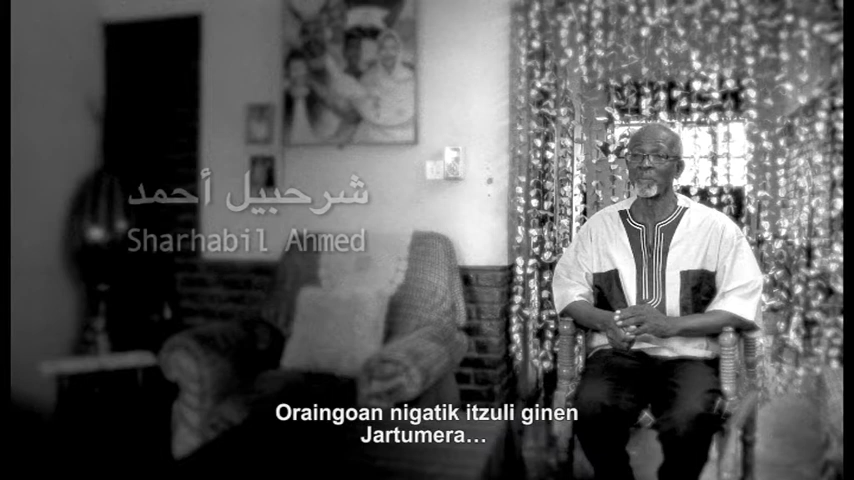 شرحبيل أحمد
Sharhabil Ahmed
Oraingoan nigatik itzuli ginen
Jartumera…